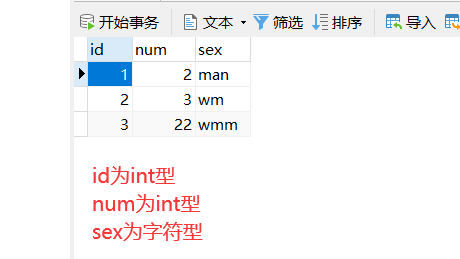 开始事务 文本 筛选 排序 导入
id num sex
1 2 man
2 3 wm
3 22 wmm
id为int型
num为int型
sex为字符型